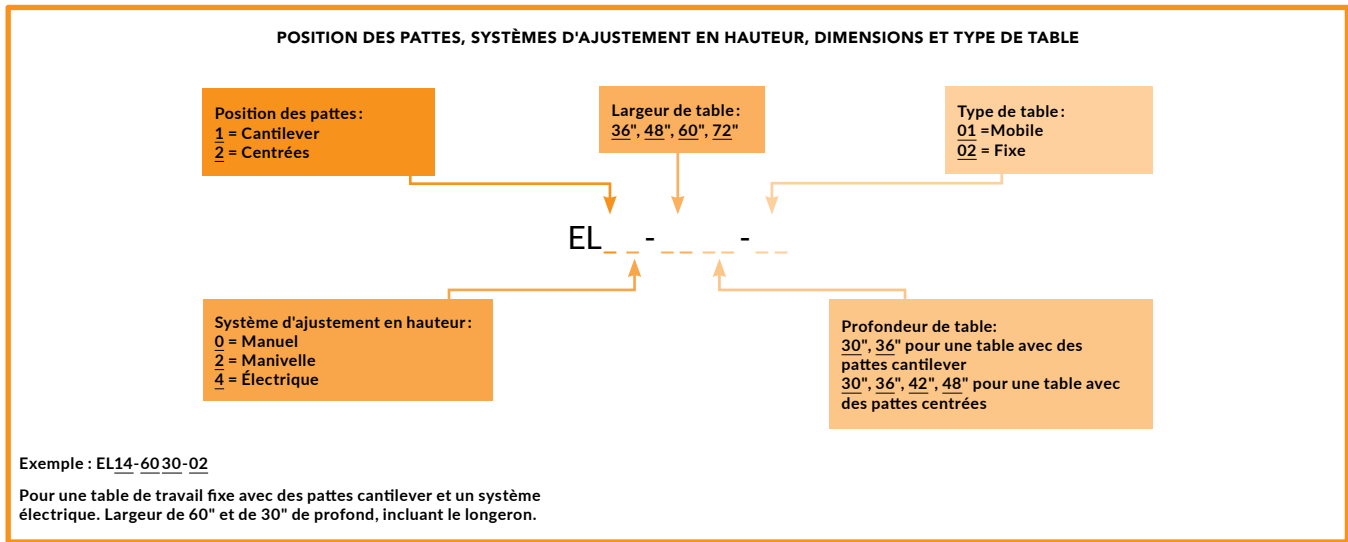 POSITION DES PATTES, SYSTÈMES D'AJUSTEMENT EN HAUTEUR, DIMENSIONS ET TYPE DE TABLE
Position des pattes:
1 = Cantilever
2 = Centrées
Largeur de table:
36", 48", 60", 72"
Type de table:
01 =Mobile
02 = Fixe
EL_ _ -_ _ _ _ -_ _
Système d'ajustement en hauteur:
0 = Manuel
2 = Manivelle
4 = Électrique
Profondeur de table:
30", 36" pour une table avec des
pattes cantilever
30", 36", 42", 48" pour une table avec
des pattes centrées
Exemple : EL14-6030-02
Pour une table de travail fixe avec des pattes cantilever et un système
électrique. Largeur de 60" et de 30" de profond, incluant le longeron.